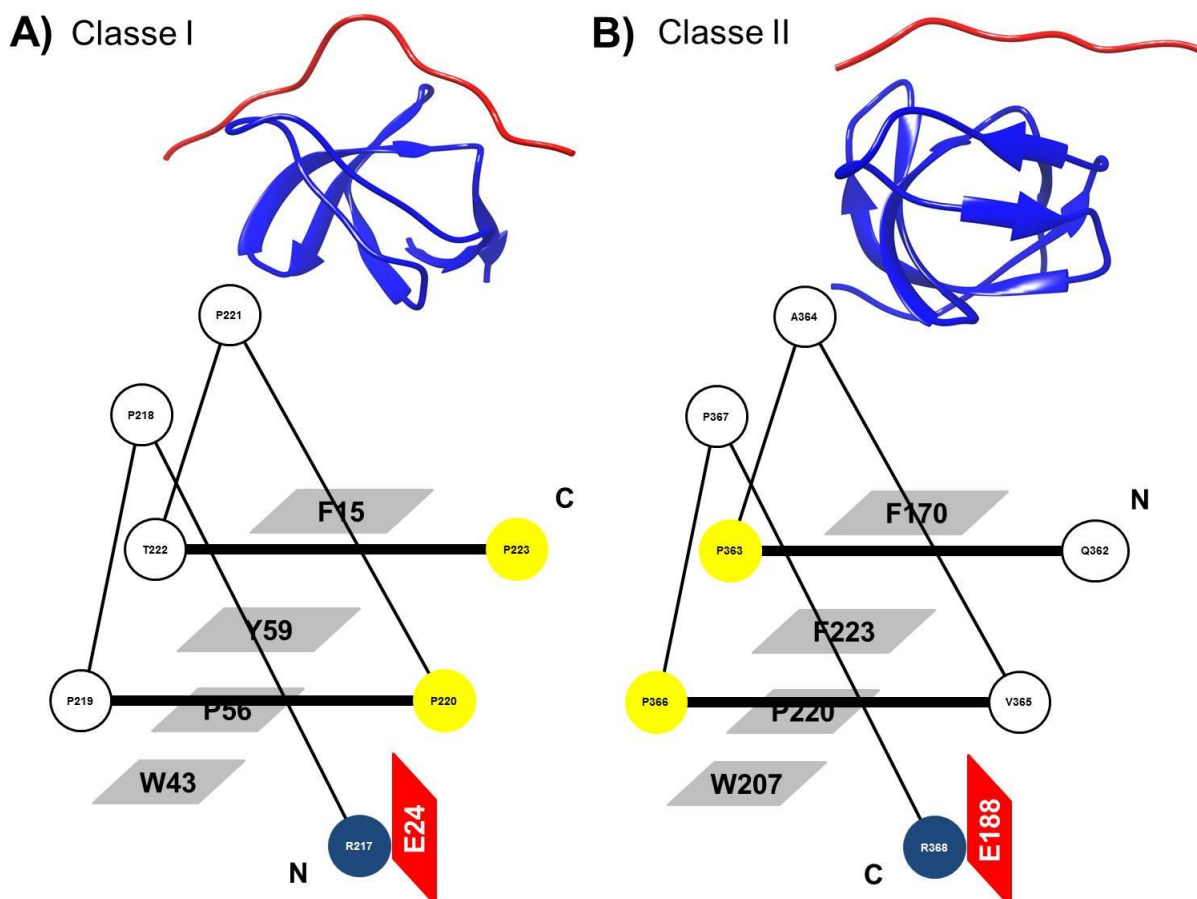 A) Classe I
B) Classe II
P221
P218
F15
C
T222
P223
Y59
P219
P56
P220
W43
E24
R217
N
A364
P367
F170
N
P363
Q362
F223
P366
P220
V365
W207
E188
R368
C